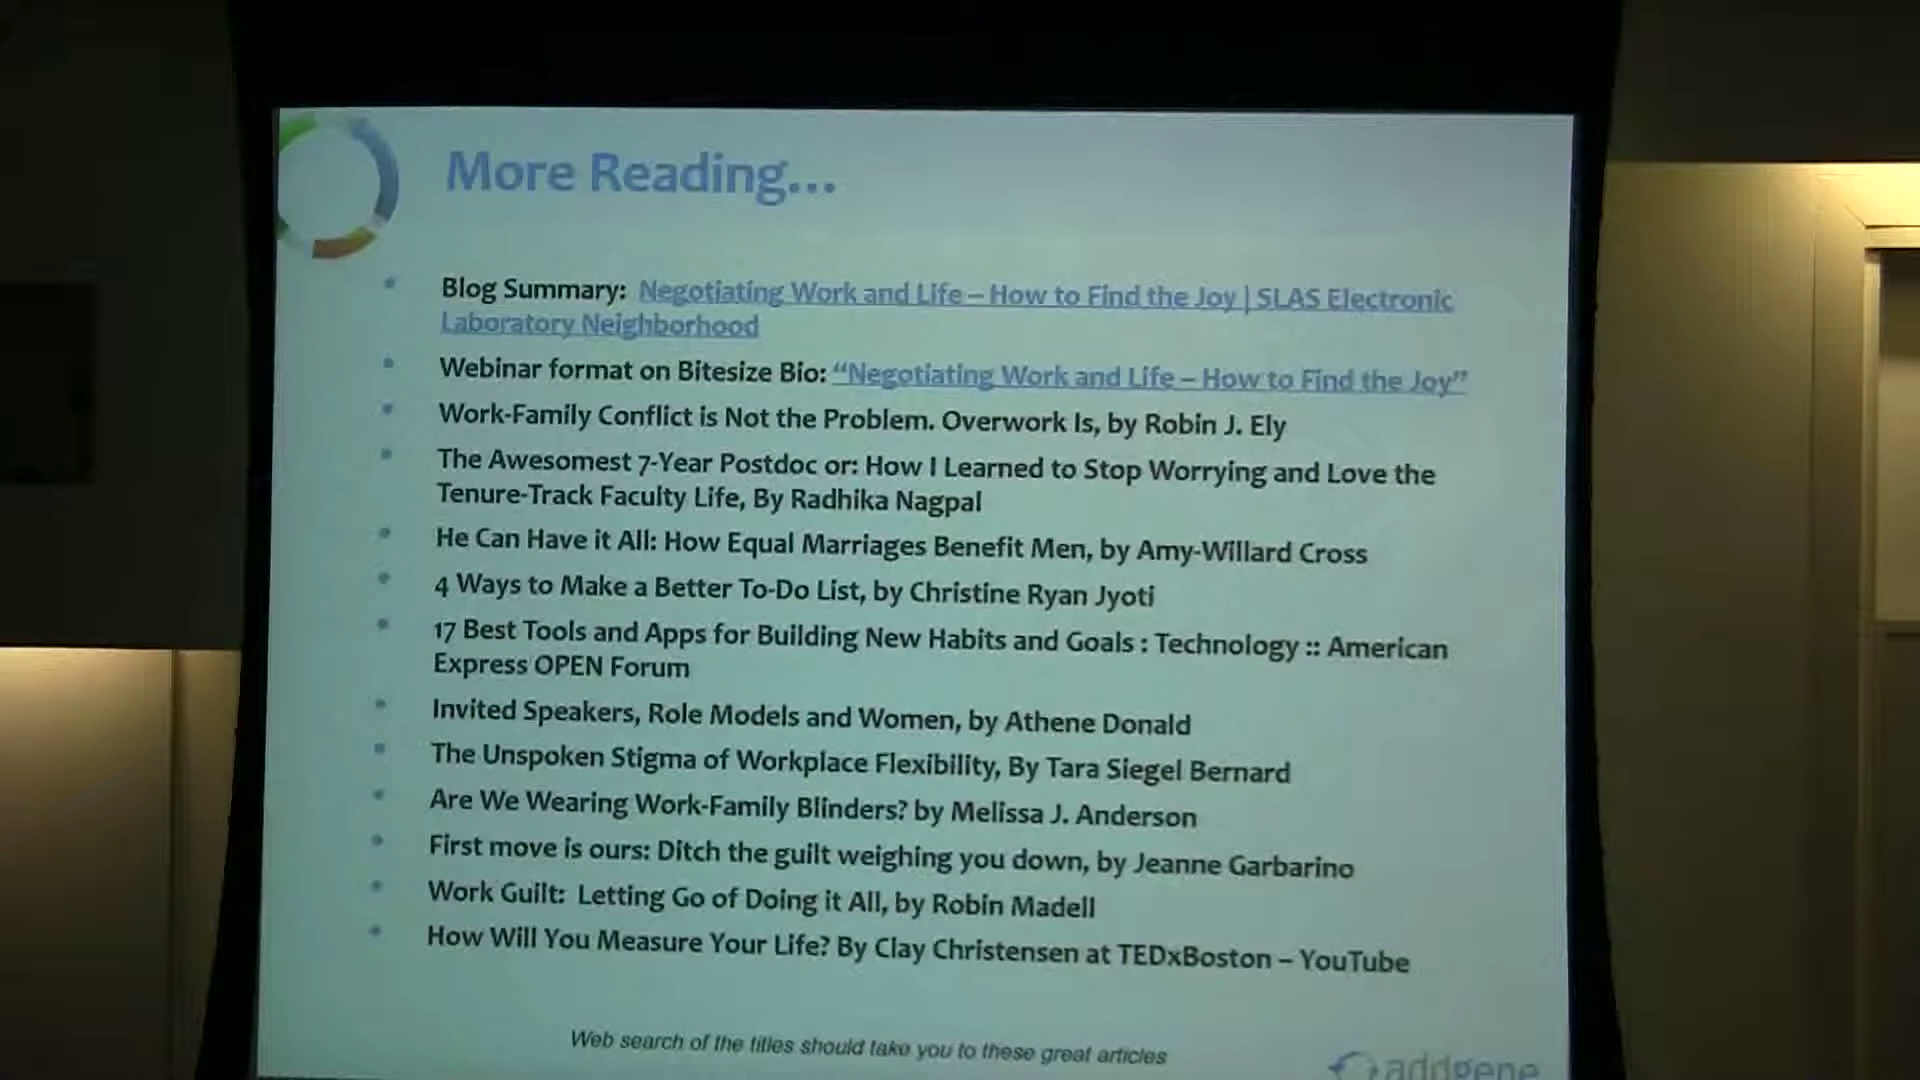 More Reading...
• Blog Summary: Negotiating Work and Life – How to Find the Joy | SLAS Electronic
Laboratory Neighborhood
• Webinar format on Bitesize Bio: “Negotiating Work and Life – How to Find the Joy”
• Work-Family Conflict is Not the Problem. Overwork Is, by Robin J. Ely
• The Awesomest 7-Year Postdoc or: How I Learned to Stop Worrying and Love the
Tenure-Track Faculty Life, By Radhika Nagpal
• He Can Have it All: How Equal Marriages Benefit Men, by Amy-Willard Cross
• 4 Ways to Make a Better To-Do List, by Christine Ryan Jyoti
• 17 Best Tools and Apps for Building New Habits and Goals : Technology :: American
Express OPEN Forum
• Invited Speakers, Role Models and Women, by Athene Donald
• The Unspoken Stigma of Workplace Flexibility, By Tara Siegel Bernard
• Are We Wearing Work-Family Blinders? by Melissa J. Anderson
• First move is ours: Ditch the guilt weighing you down, by Jeanne Garbarino
• Work Guilt: Letting Go of Doing it All, by Robin Madell
• How Will You Measure Your Life? By Clay Christensen at TEDxBoston – YouTube
Web search of the titles should take you to these great articles
addgene